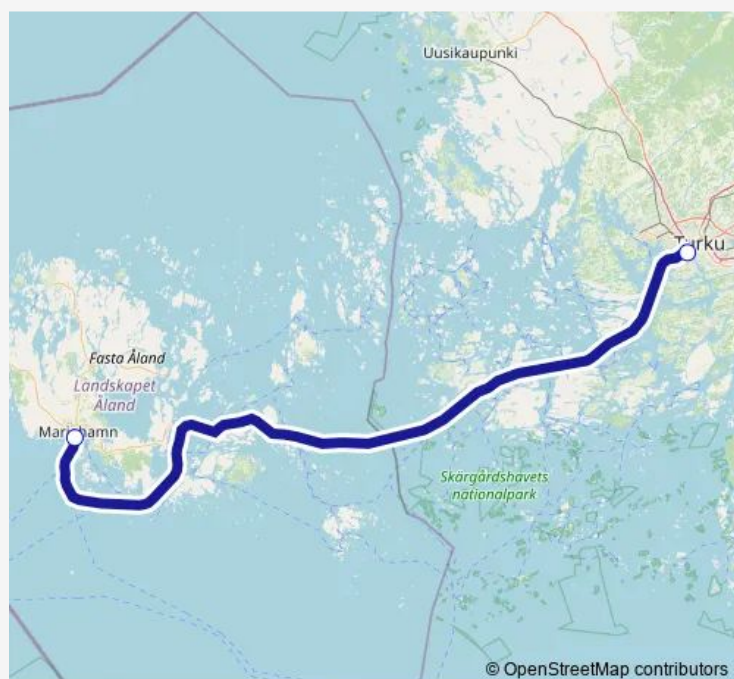 Uusikaupunki
Turku
Fasta Åland
Landskapet
Åland
Mariehamn
Skärgårdshavets
nationalpark
© OpenStreetMap contributors